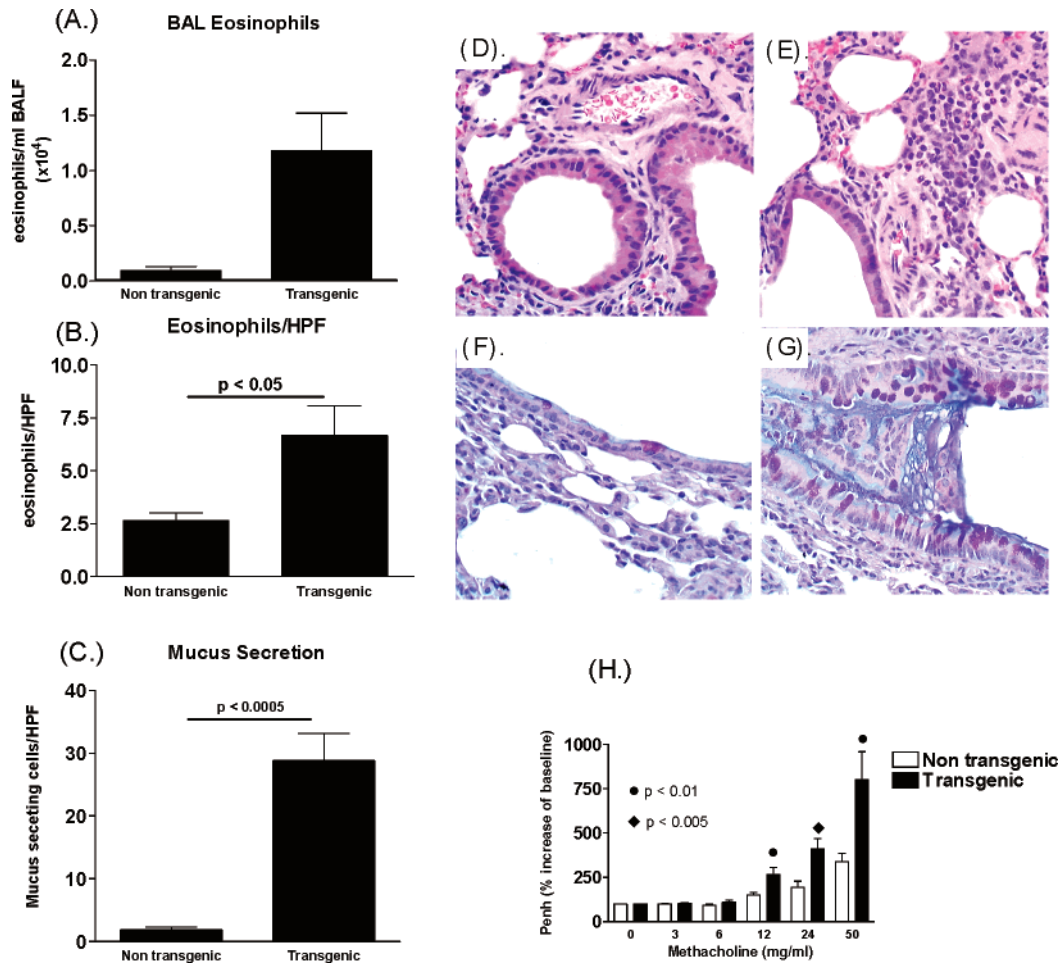 (A.)
BAL Eosinophils
eosinophils/ml BALF
(x10⁴)
2.0
1.5
1.0
0.5
0.0
Non transgenic Transgenic
(B.)
Eosinophils/HPF
eosinophils/HPF
10.0
7.5
5.0
2.5
0.0
p < 0.05
Non transgenic Transgenic
(C.)
Mucus Secretion
Mucus seceting cells/HPF
40
30
20
10
0
p < 0.0005
Non transgenic Transgenic
(D).
(E).
(F).
(G).
(H.)
Penh (% increase of baseline)
1000
750
500
250
0
● p < 0.01
◆ p < 0.005
Non transgenic
Transgenic
0 3 6 12 24 50
Methacholine (mg/ml)